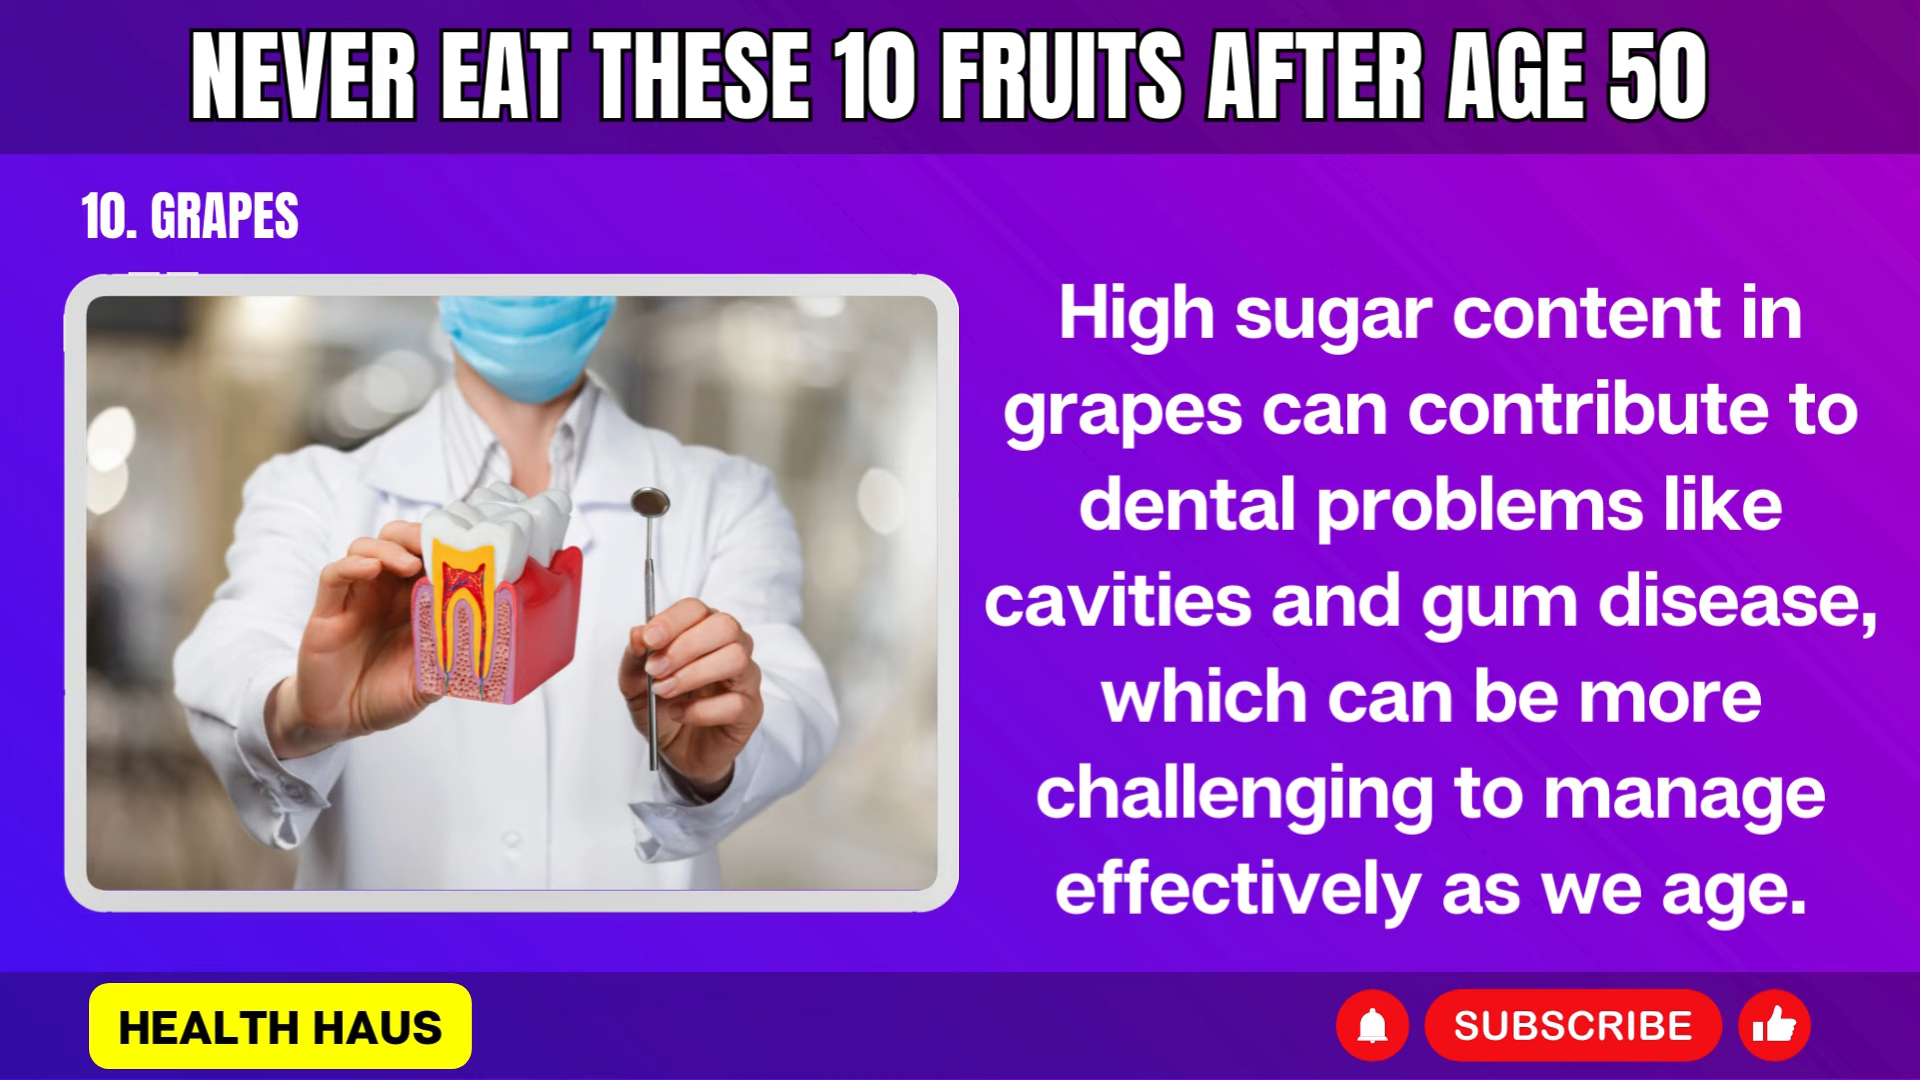 NEVER EAT THESE 10 FRUITS AFTER AGE 50
10. GRAPES
High sugar content in
grapes can contribute to
dental problems like
cavities and gum disease,
which can be more
challenging to manage
effectively as we age.
HEALTH HAUS
SUBSCRIBE